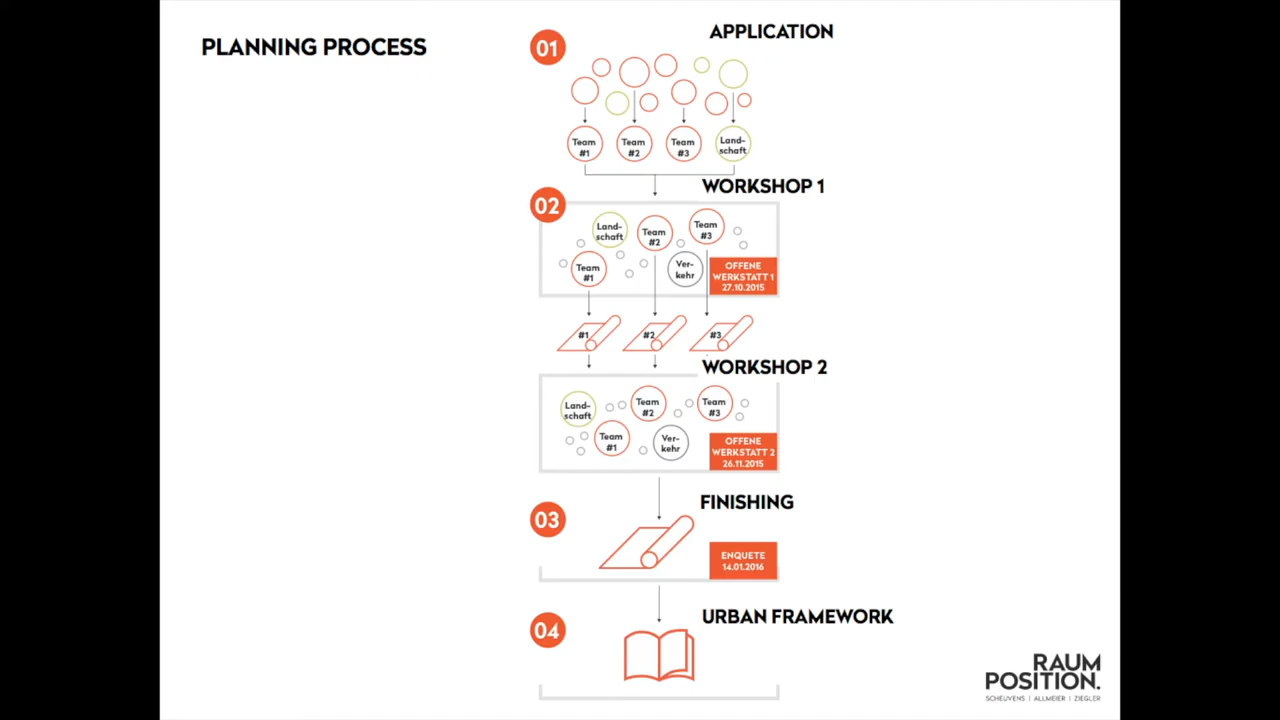 PLANNING PROCESS
01
APPLICATION
Team
#1
Team
#2
Team
#3
Land-
schaft
02
WORKSHOP 1
Land-
schaft
Team
#2
Team
#3
Team
#1
Ver-
kehr
OFFENE
WERKSTATT 1
27.10.2015
#1
#2
#3
WORKSHOP 2
Land-
schaft
Team
#2
Team
#3
Team
#1
Ver-
kehr
OFFENE
WERKSTATT 2
26.11.2015
03
FINISHING
ENQUETE
14.01.2016
04
URBAN FRAMEWORK
RAUM
POSITION.
SCHEUVENS | ALLMEIER | ZIEGLER